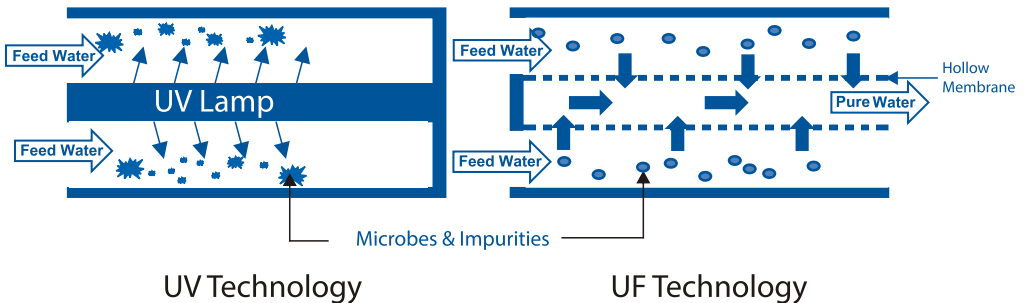 Feed Water
UV Lamp
Feed Water
Feed Water
Hollow
Membrane
Pure Water
Feed Water
Microbes & Impurities
UV Technology
UF Technology